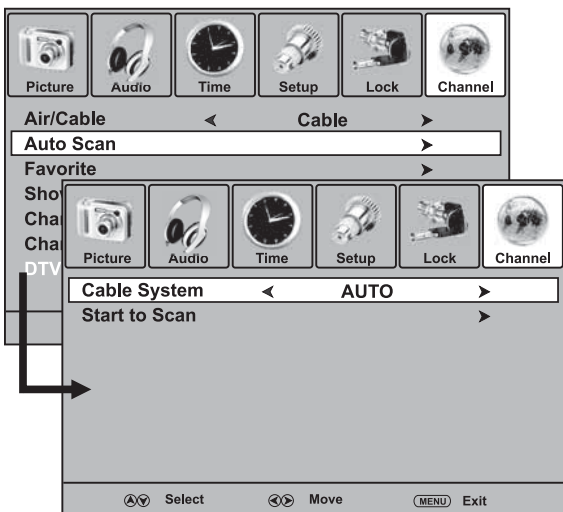 Picture Audio Time Setup Lock Channel
Air/Cable Cable
Auto Scan
Favorite
Sho
Cha
Cha
DTV
Picture Audio Time Setup Lock Channel
Cable System AUTO
Start to Scan
Select Move MENU Exit